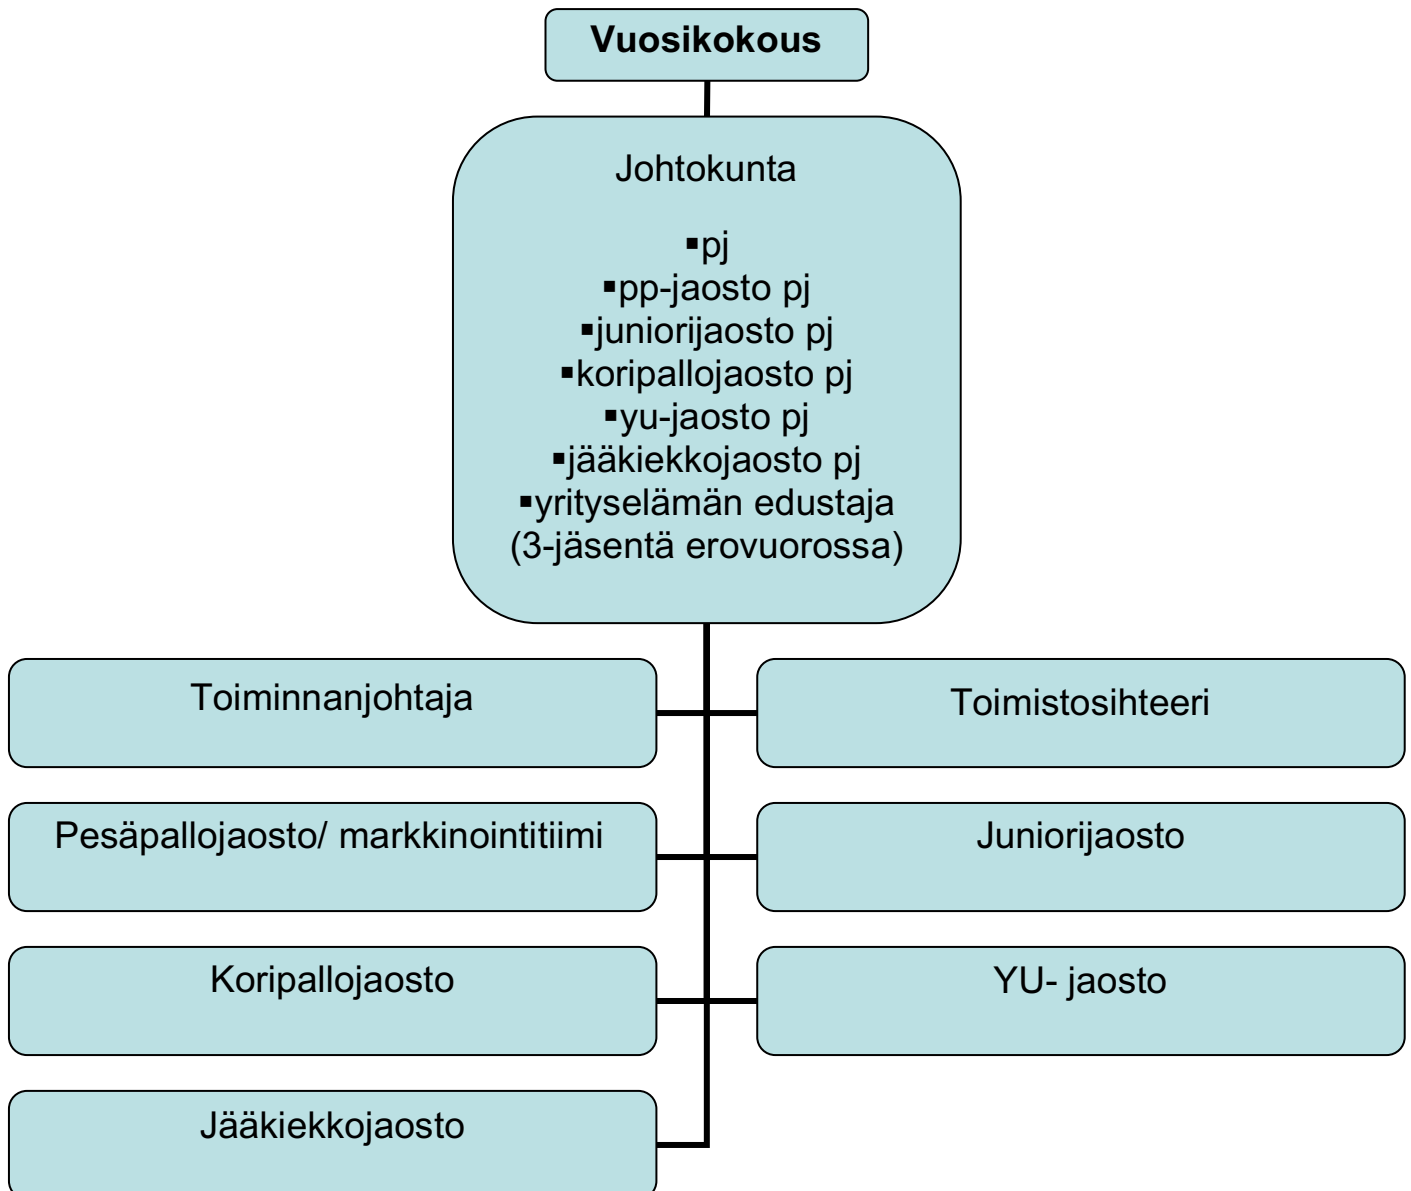 Vuosikokous
Johtokunta
▪pj
▪pp-jaosto pj
▪juniorijaosto pj
▪koripallojaosto pj
▪yu-jaosto pj
▪jääkiekkojaosto pj
▪yrityselämän edustaja
(3-jäsentä erovuorossa)
Toiminnanjohtaja
Toimistosihteeri
Pesäpallojaosto/ markkinointitiimi
Juniorijaosto
Koripallojaosto
YU- jaosto
Jääkiekkojaosto